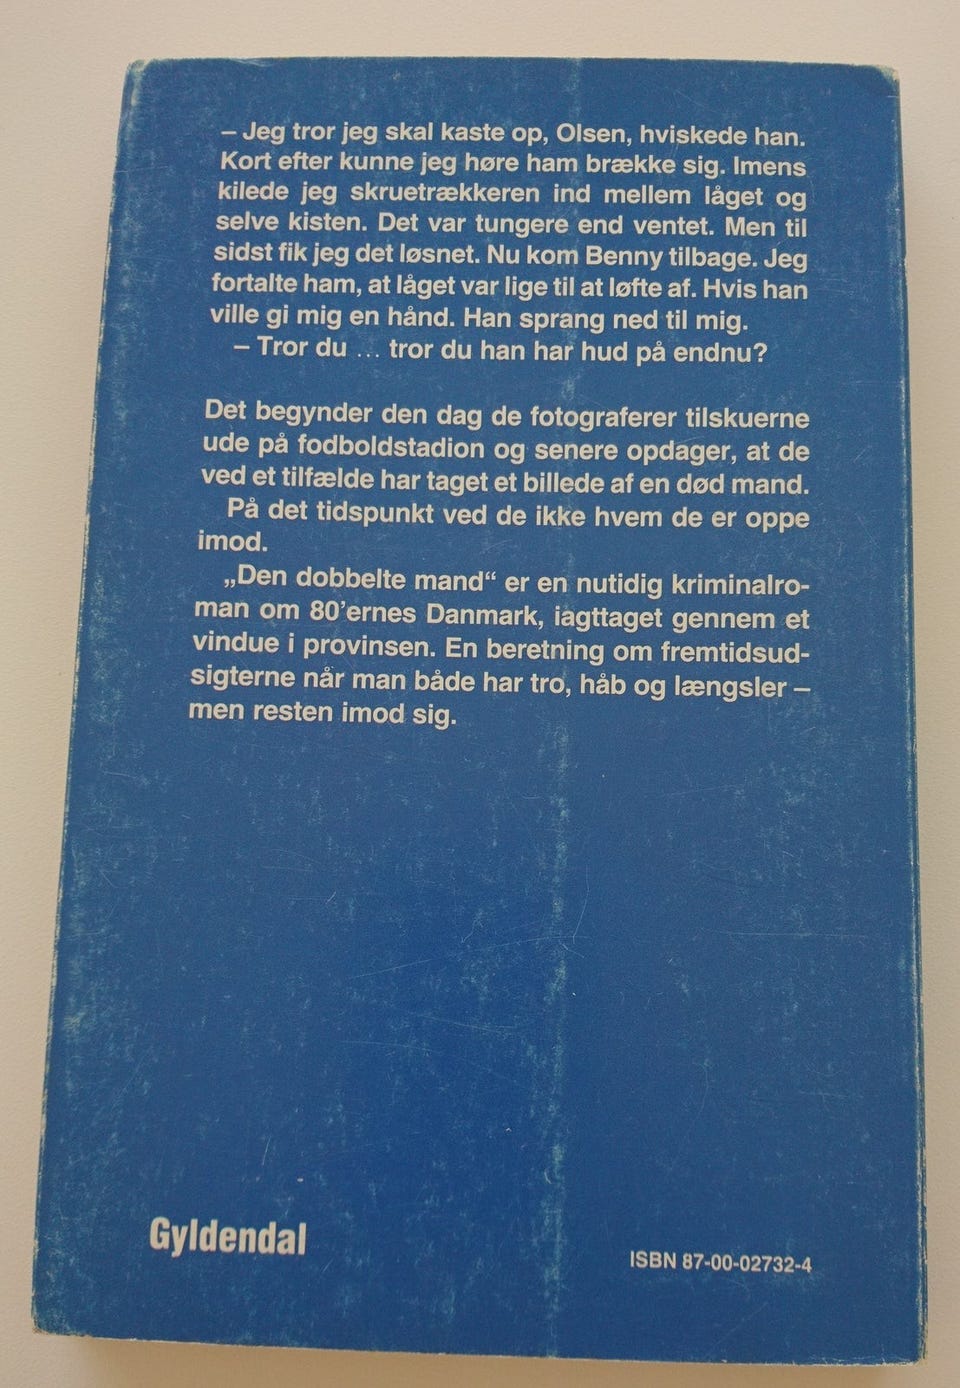 – Jeg tror jeg skal kaste op, Olsen, hviskede han.
Kort efter kunne jeg høre ham brække sig. Imens
kilede jeg skruetrækkeren ind mellem låget og
selve kisten. Det var tungere end ventet. Men til
sidst fik jeg det løsnet. Nu kom Benny tilbage. Jeg
fortalte ham, at låget var lige til at løfte af. Hvis han
ville gi mig en hånd. Han sprang ned til mig.
– Tror du ... tror du han har hud på endnu?
Det begynder den dag de fotograferer tilskuerne
ude på fodboldstadion og senere opdager, at de
ved et tilfælde har taget et billede af en død mand.
På det tidspunkt ved de ikke hvem de er oppe
imod.
„Den dobbelte mand“ er en nutidig kriminalro-
man om 80'ernes Danmark, iagttaget gennem et
vindue i provinsen. En beretning om fremtidsud-
sigterne når man både har tro, håb og længsler –
men resten imod sig.
Gyldendal
ISBN 87-00-02732-4